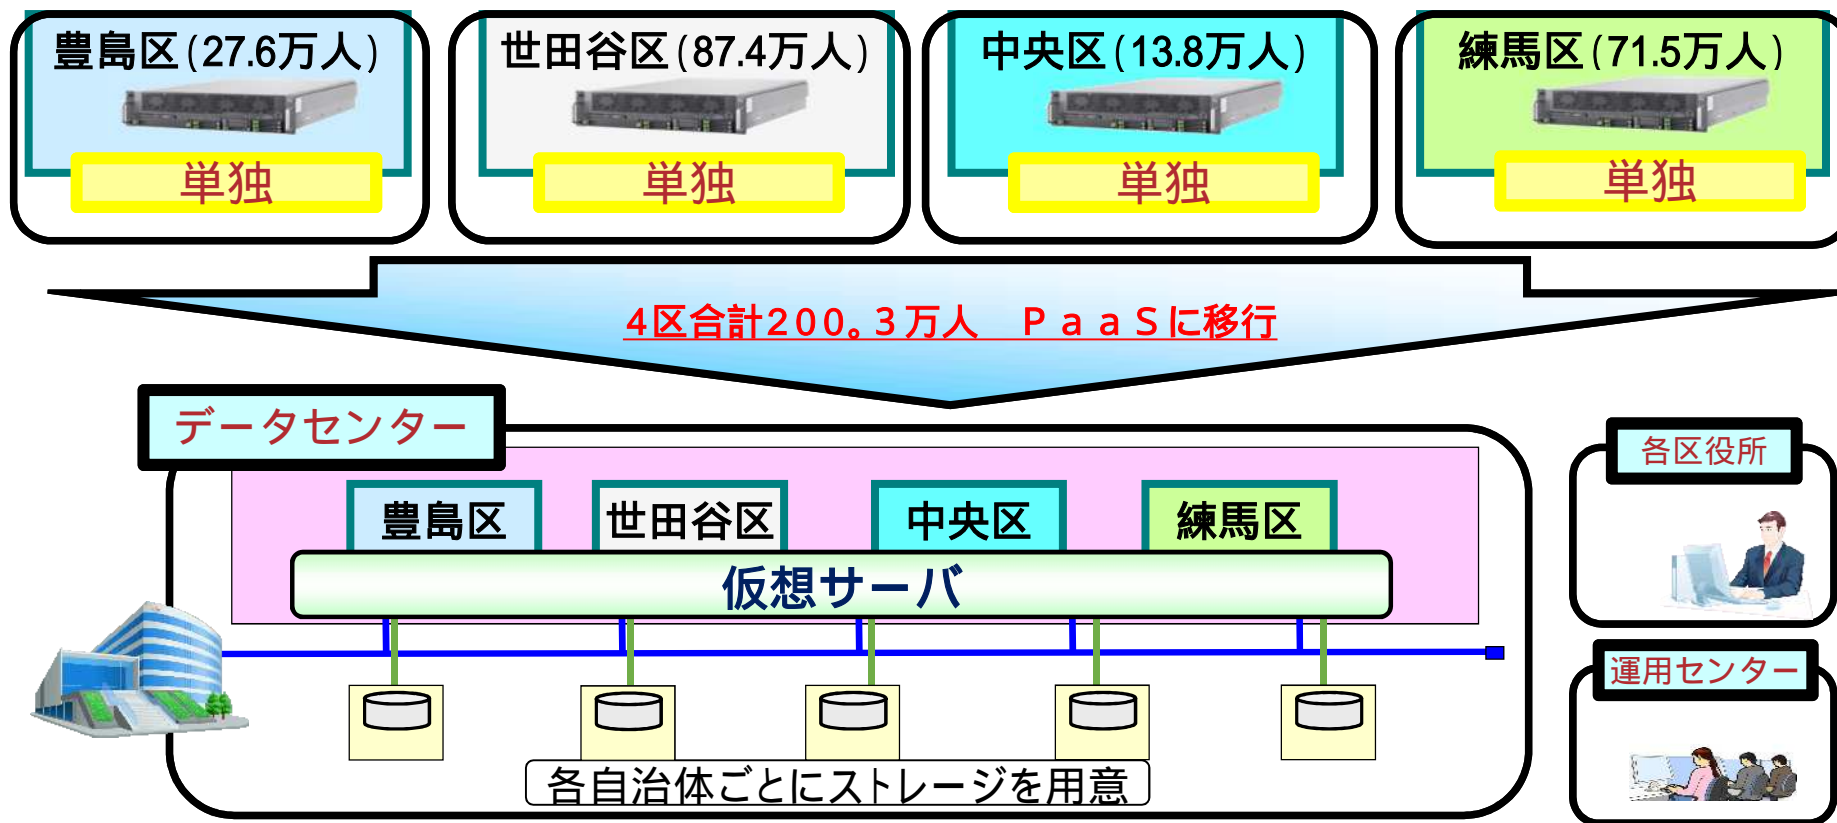 豊島区(27.6万人)
世田谷区(87.4万人)
中央区(13.8万人)
練馬区(71.5万人)
単独
単独
単独
単独
4区合計200。3万人　PaaSに移行
データセンター
各区役所
豊島区
世田谷区
中央区
練馬区
仮想サーバ
運用センター
各自治体ごとにストレージを用意